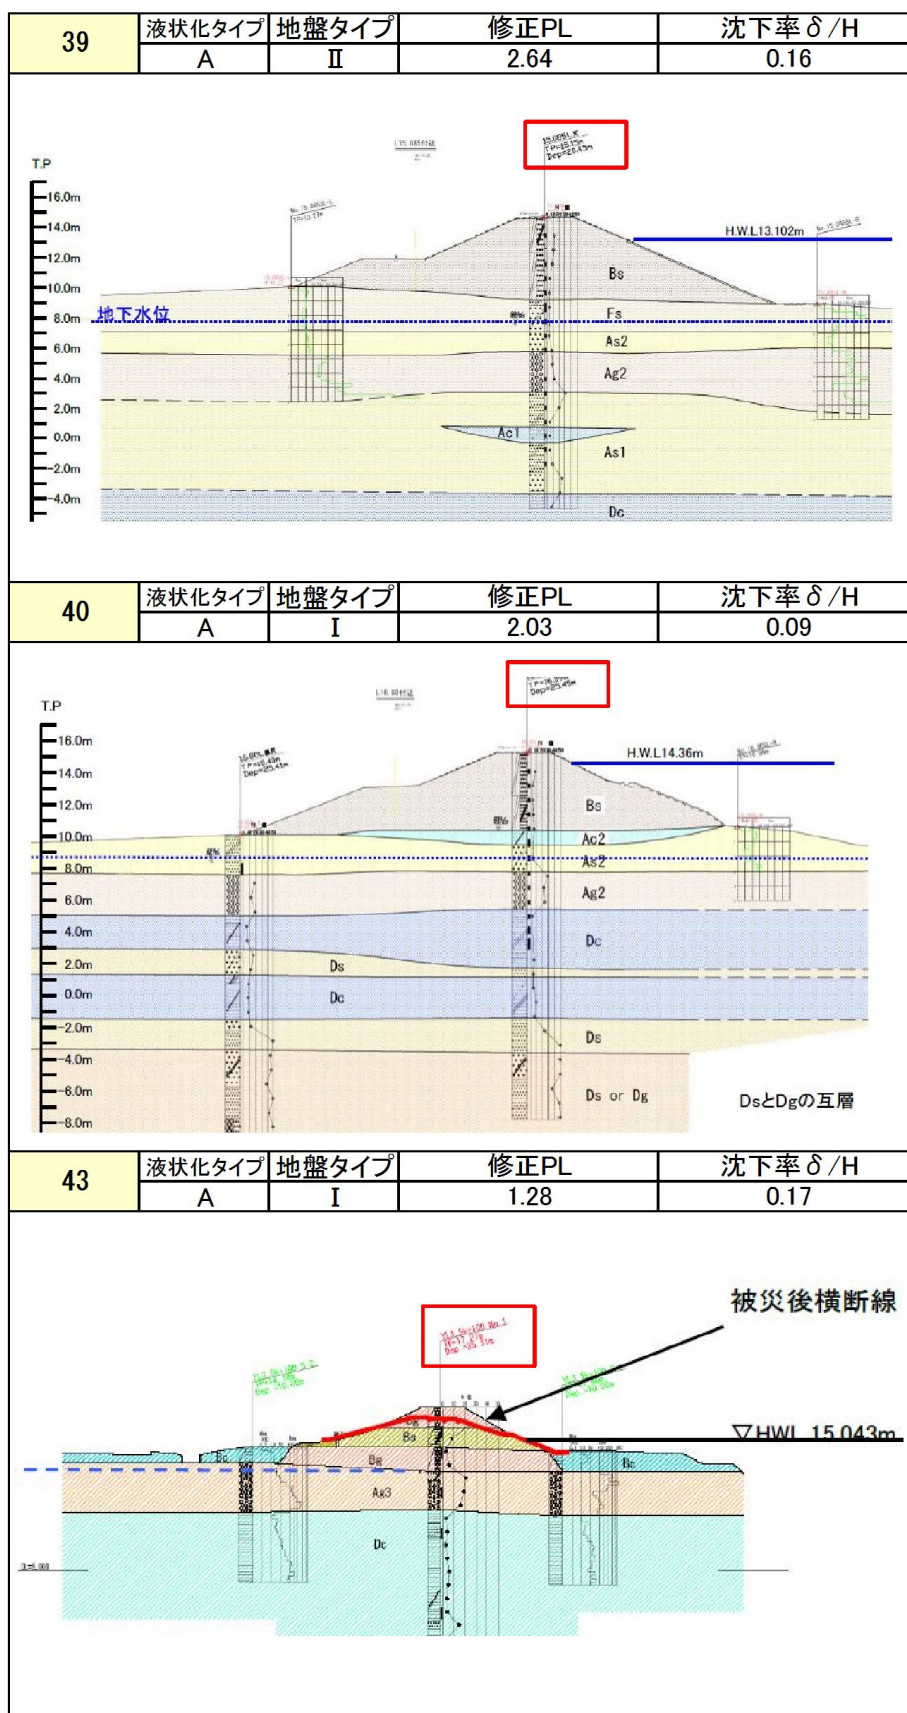 39 液状化タイプ 地盤タイプ 修正PL 沈下率δ/H
A Ⅱ 2.64 0.16
T.P
16.0m
14.0m
H.W.L13.102m
12.0m
Bs
10.0m
地下水位
8.0m
Fs
As2
6.0m
4.0m
Ag2
2.0m
0.0m
Ac1
As1
-2.0m
-4.0m
Dc
40 液状化タイプ 地盤タイプ 修正PL 沈下率δ/H
A Ⅰ 2.03 0.09
T.P
16.0m
H.W.L14.36m
14.0m
12.0m
Bs
10.0m
Ac2
As2
8.0m
6.0m
Ag2
4.0m
Dc
2.0m
Ds
0.0m
Dc
-2.0m
Ds
-4.0m
-6.0m
Ds or Dg
DsとDgの互層
-8.0m
43 液状化タイプ 地盤タイプ 修正PL 沈下率δ/H
A Ⅰ 1.28 0.17
被災後横断線
▽HWL 15.043m
Bs
Bc
Bg
Bc
Ag3
Dc